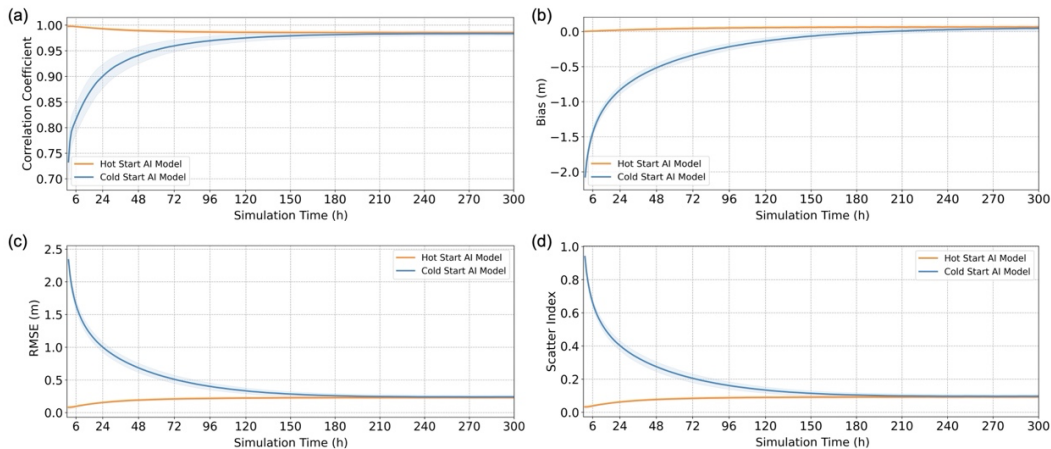 (a)
1.00
0.95
0.90
0.85
0.80
0.75
0.70
Correlation Coefficient
Hot Start AI Model
Cold Start AI Model
6 24 48 72 96 120 150 180 210 240 270 300
Simulation Time (h)
(b)
0.0
−0.5
−1.0
−1.5
−2.0
Bias (m)
Hot Start AI Model
Cold Start AI Model
6 24 48 72 96 120 150 180 210 240 270 300
Simulation Time (h)
(c)
2.5
2.0
1.5
1.0
0.5
0.0
RMSE (m)
Hot Start AI Model
Cold Start AI Model
6 24 48 72 96 120 150 180 210 240 270 300
Simulation Time (h)
(d)
1.0
0.8
0.6
0.4
0.2
0.0
Scatter Index
Hot Start AI Model
Cold Start AI Model
6 24 48 72 96 120 150 180 210 240 270 300
Simulation Time (h)